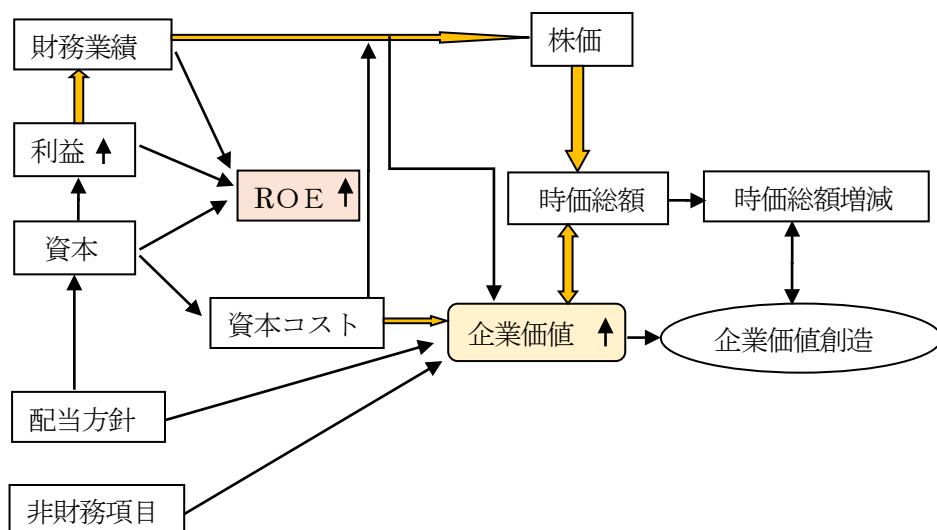 財務業績
株価
利益
ROE
時価総額
時価総額増減
資本
資本コスト
企業価値
企業価値創造
配当方針
非財務項目